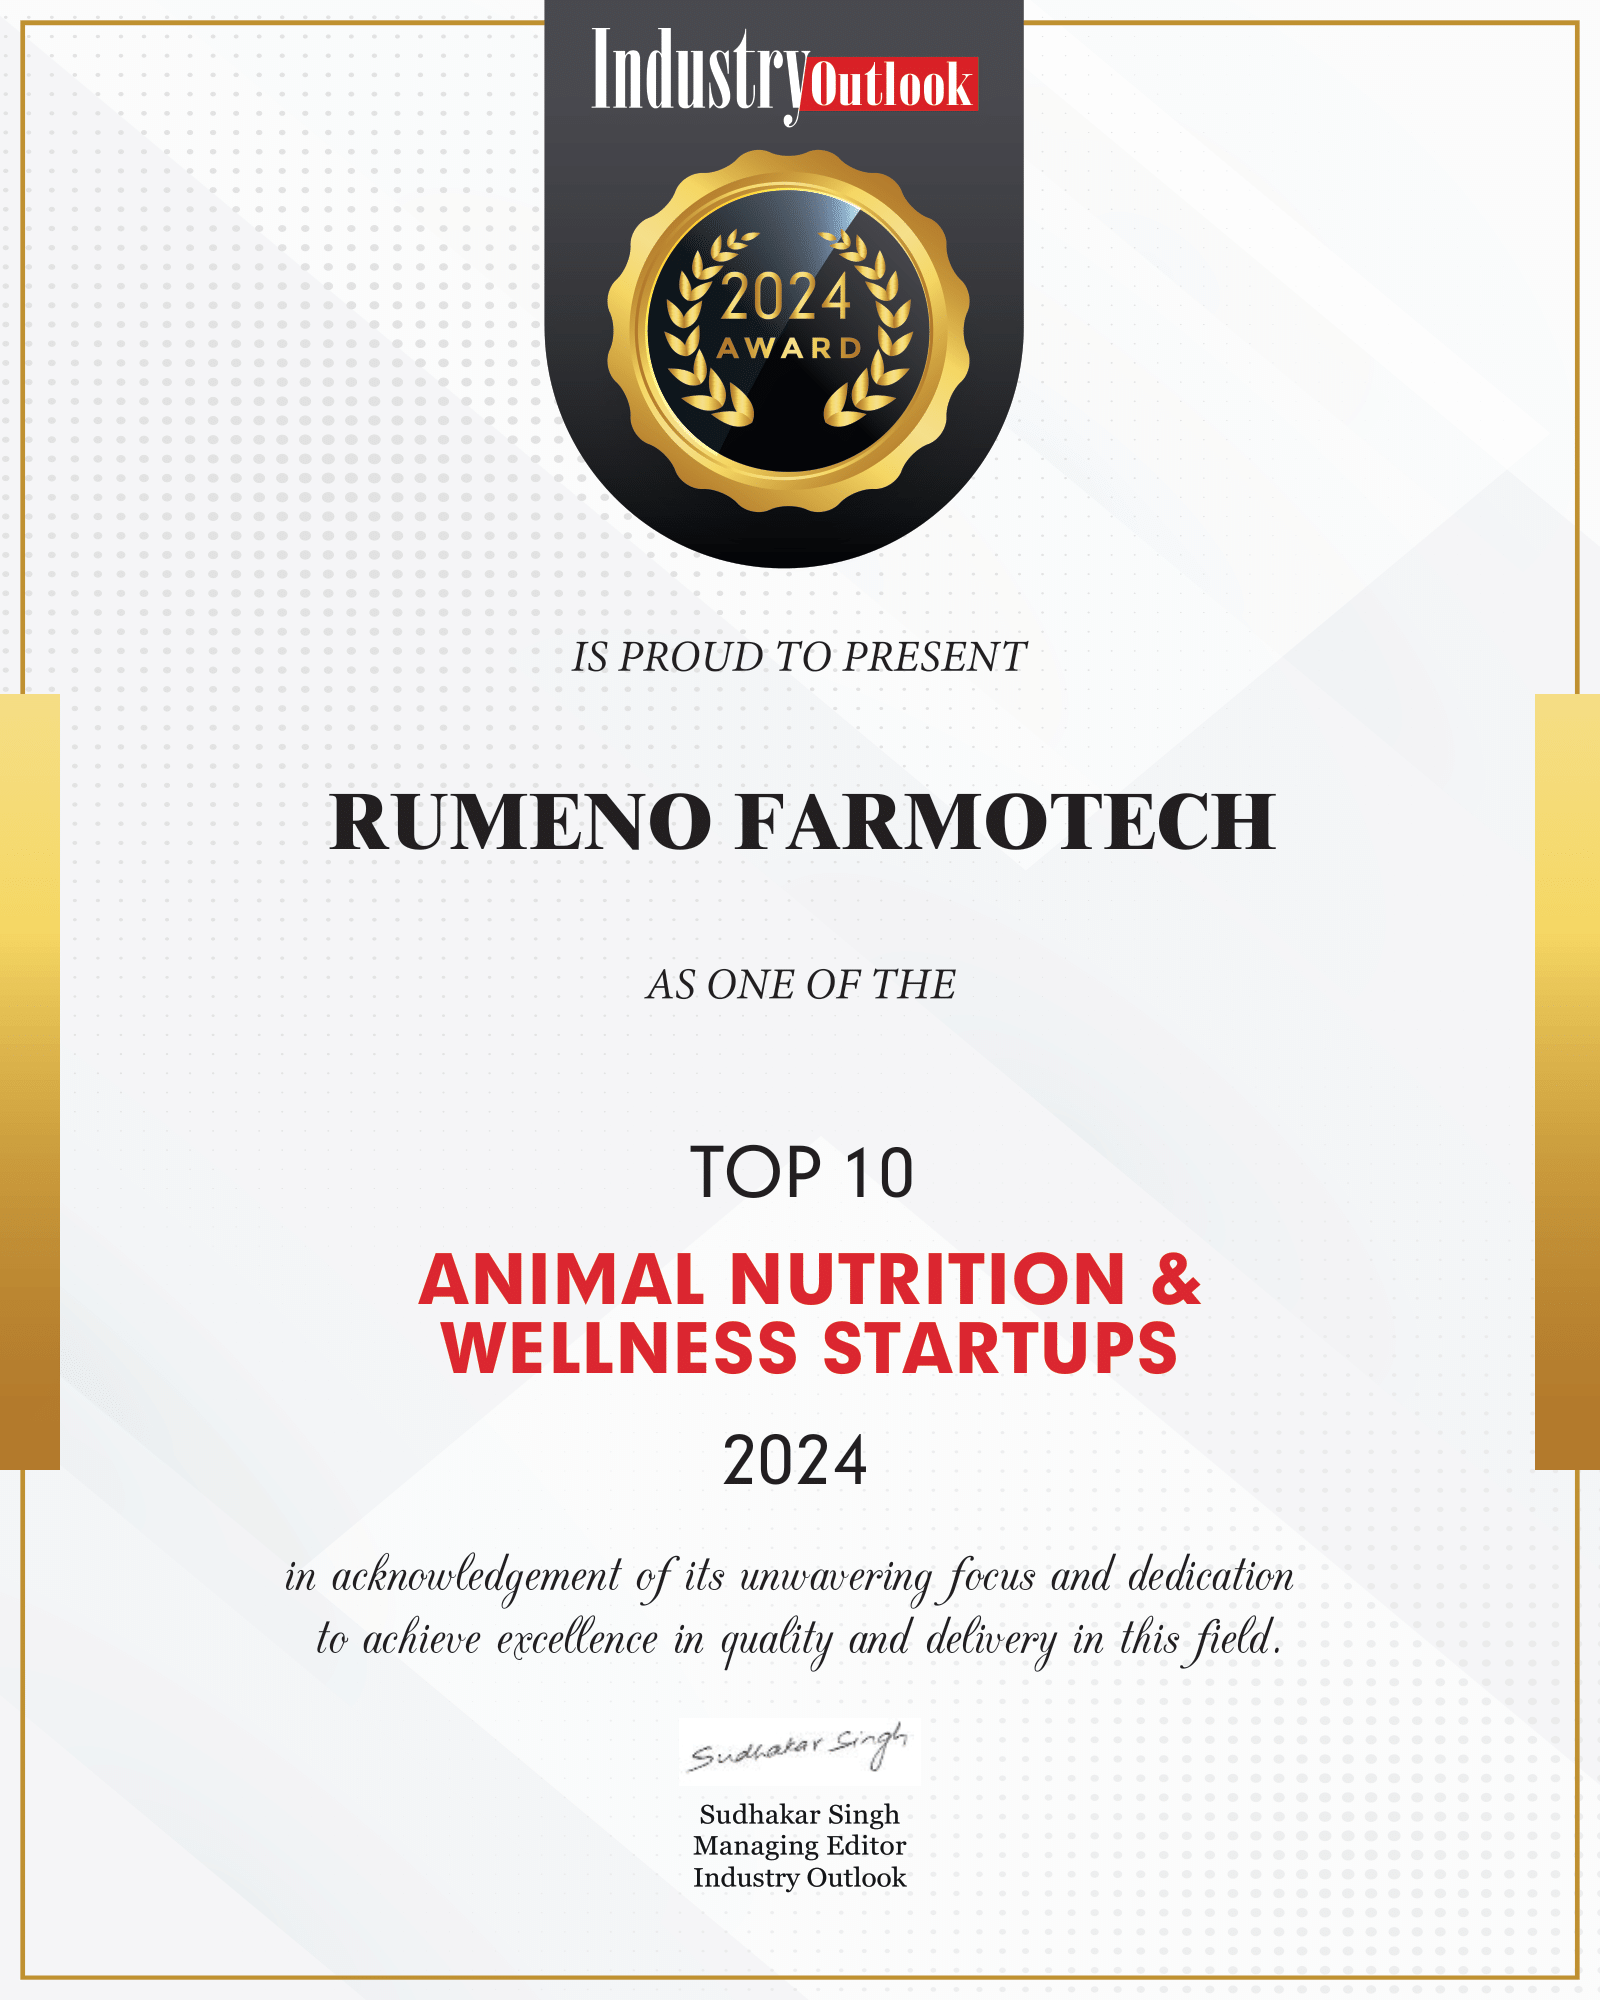 Industry Outlook
2024
AWARD
IS PROUD TO PRESENT
RUMENO FARMOTECH
AS ONE OF THE
TOP 10
ANIMAL NUTRITION &
WELLNESS STARTUPS
2024
in acknowledgement of its unwavering focus and dedication
to achieve excellence in quality and delivery in this field.
Sudhakar Singh
Sudhakar Singh
Managing Editor
Industry Outlook